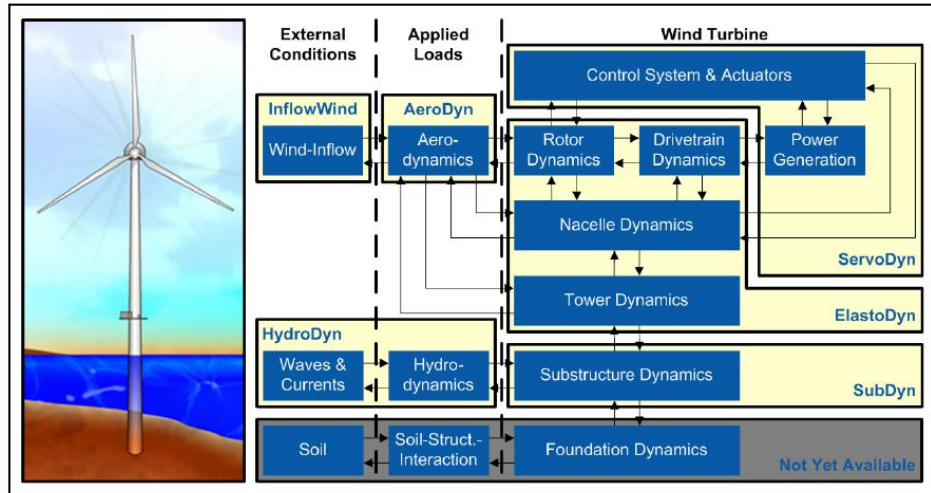 External
Conditions
Applied
Loads
Wind Turbine
Control System & Actuators
InflowWind
AeroDyn
Wind-Inflow
Aero-
dynamics
Rotor
Dynamics
Drivetrain
Dynamics
Power
Generation
Nacelle Dynamics
ServoDyn
Tower Dynamics
ElastoDyn
HydroDyn
Waves &
Currents
Hydro-
dynamics
Substructure Dynamics
SubDyn
Soil
Soil-Struct.-
Interaction
Foundation Dynamics
Not Yet Available